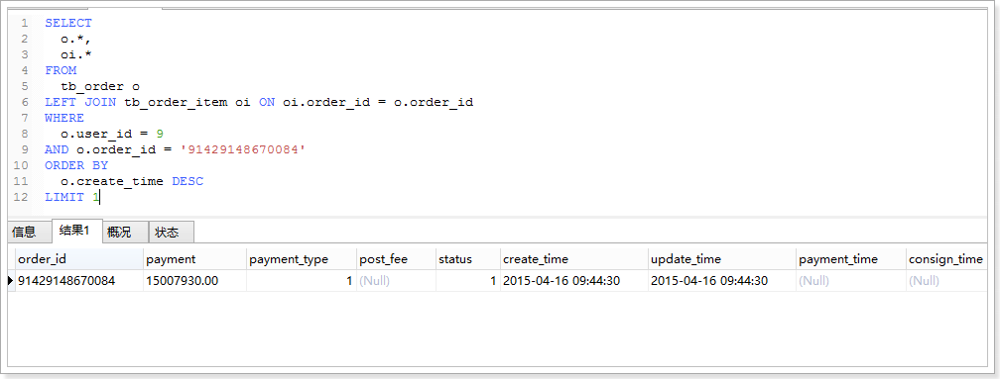 1 SELECT
2 o.*,
3 oi.*
4 FROM
5 tb_order o
6 LEFT JOIN tb_order_item oi ON oi.order_id = o.order_id
7 WHERE
8 o.user_id = 9
9 AND o.order_id = '91429148670084'
10 ORDER BY
11 o.create_time DESC
12 LIMIT 1
信息 结果1 概况 状态
order_id payment payment_type post_fee status create_time update_time payment_time consign_time
91429148670084 15007930.00 1 (Null) 1 2015-04-16 09:44:30 2015-04-16 09:44:30 (Null) (Null)